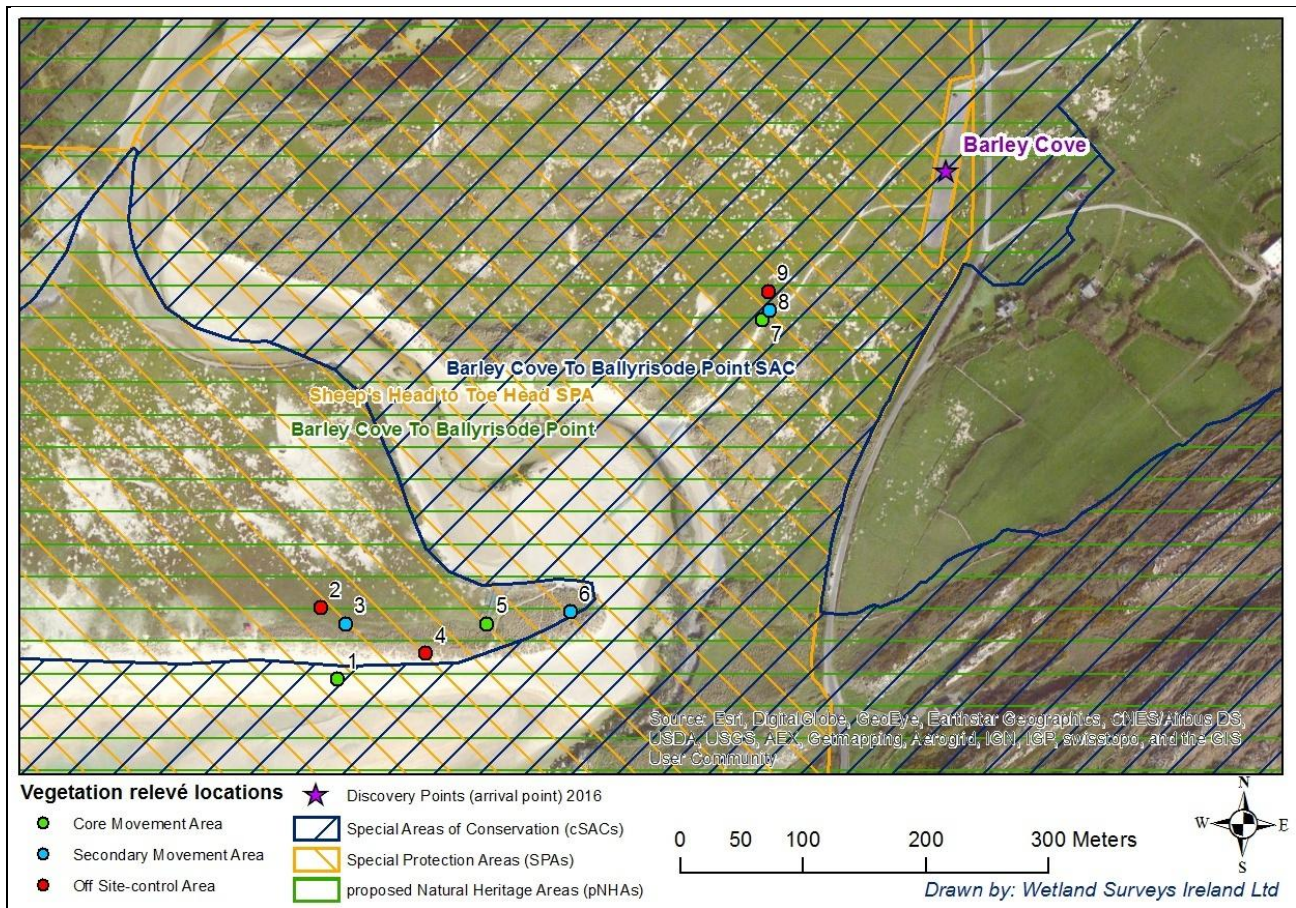 Barley Cove
9
8
7
Barley Cove To Ballyrisode Point SAC
Sheep's Head to Toe Head SPA
Barley Cove To Ballyrisode Point
2
3
5
6
4
1
Source: Esri, DigitalGlobe, GeoEye, Earthstar Geographics, CNES/Airbus DS,
USDA, USGS, AEX, Getmapping, Aerogrid, IGN, IGP, swisstopo, and the GIS
User Community
Vegetation relevé locations
Core Movement Area
Secondary Movement Area
Off Site-control Area
Discovery Points (arrival point) 2016
Special Areas of Conservation (cSACs)
Special Protection Areas (SPAs)
proposed Natural Heritage Areas (pNHAs)
0 50 100 200 300 Meters
N
W E
S
Drawn by: Wetland Surveys Ireland Ltd